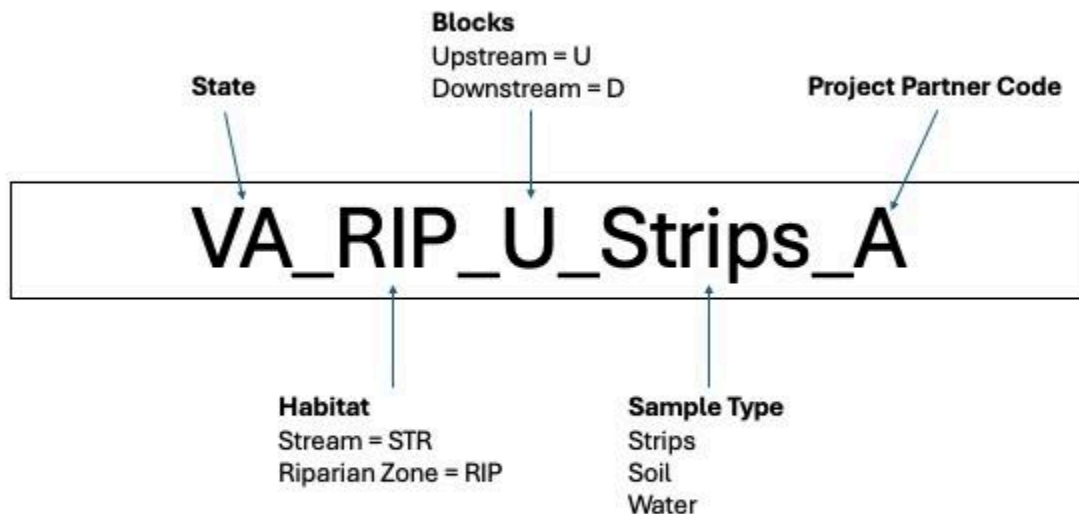 Blocks
Upstream = U
Downstream = D
State
Project Partner Code
VA_RIP_U_Strips_A
Habitat
Stream = STR
Riparian Zone = RIP
Sample Type
Strips
Soil
Water